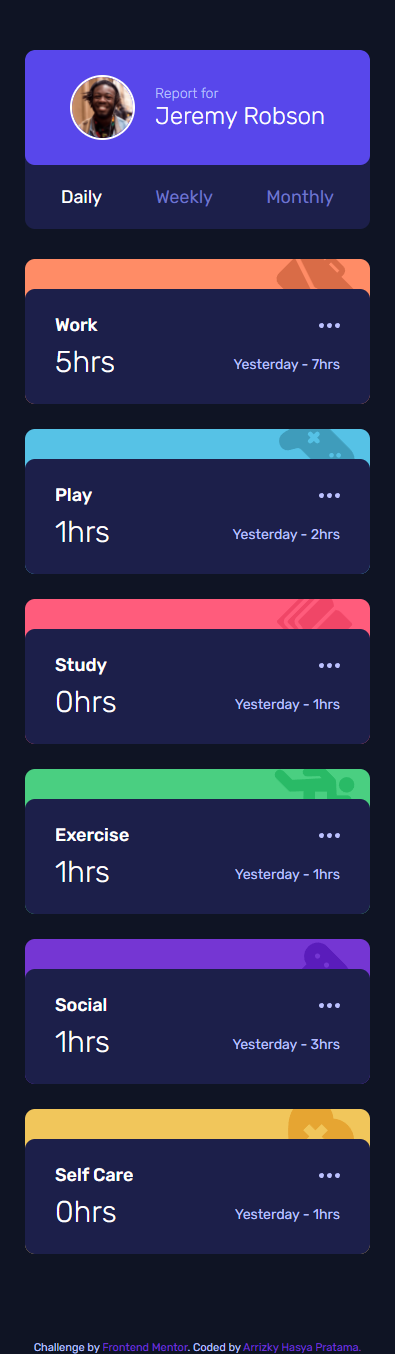 Report for
Jeremy Robson
Daily Weekly Monthly
Work
5hrs Yesterday - 7hrs
Play
1hrs Yesterday - 2hrs
Study
0hrs Yesterday - 1hrs
Exercise
1hrs Yesterday - 1hrs
Social
1hrs Yesterday - 3hrs
Self Care
0hrs Yesterday - 1hrs
Challenge by Frontend Mentor. Coded by Arrizky Hasya Pratama.